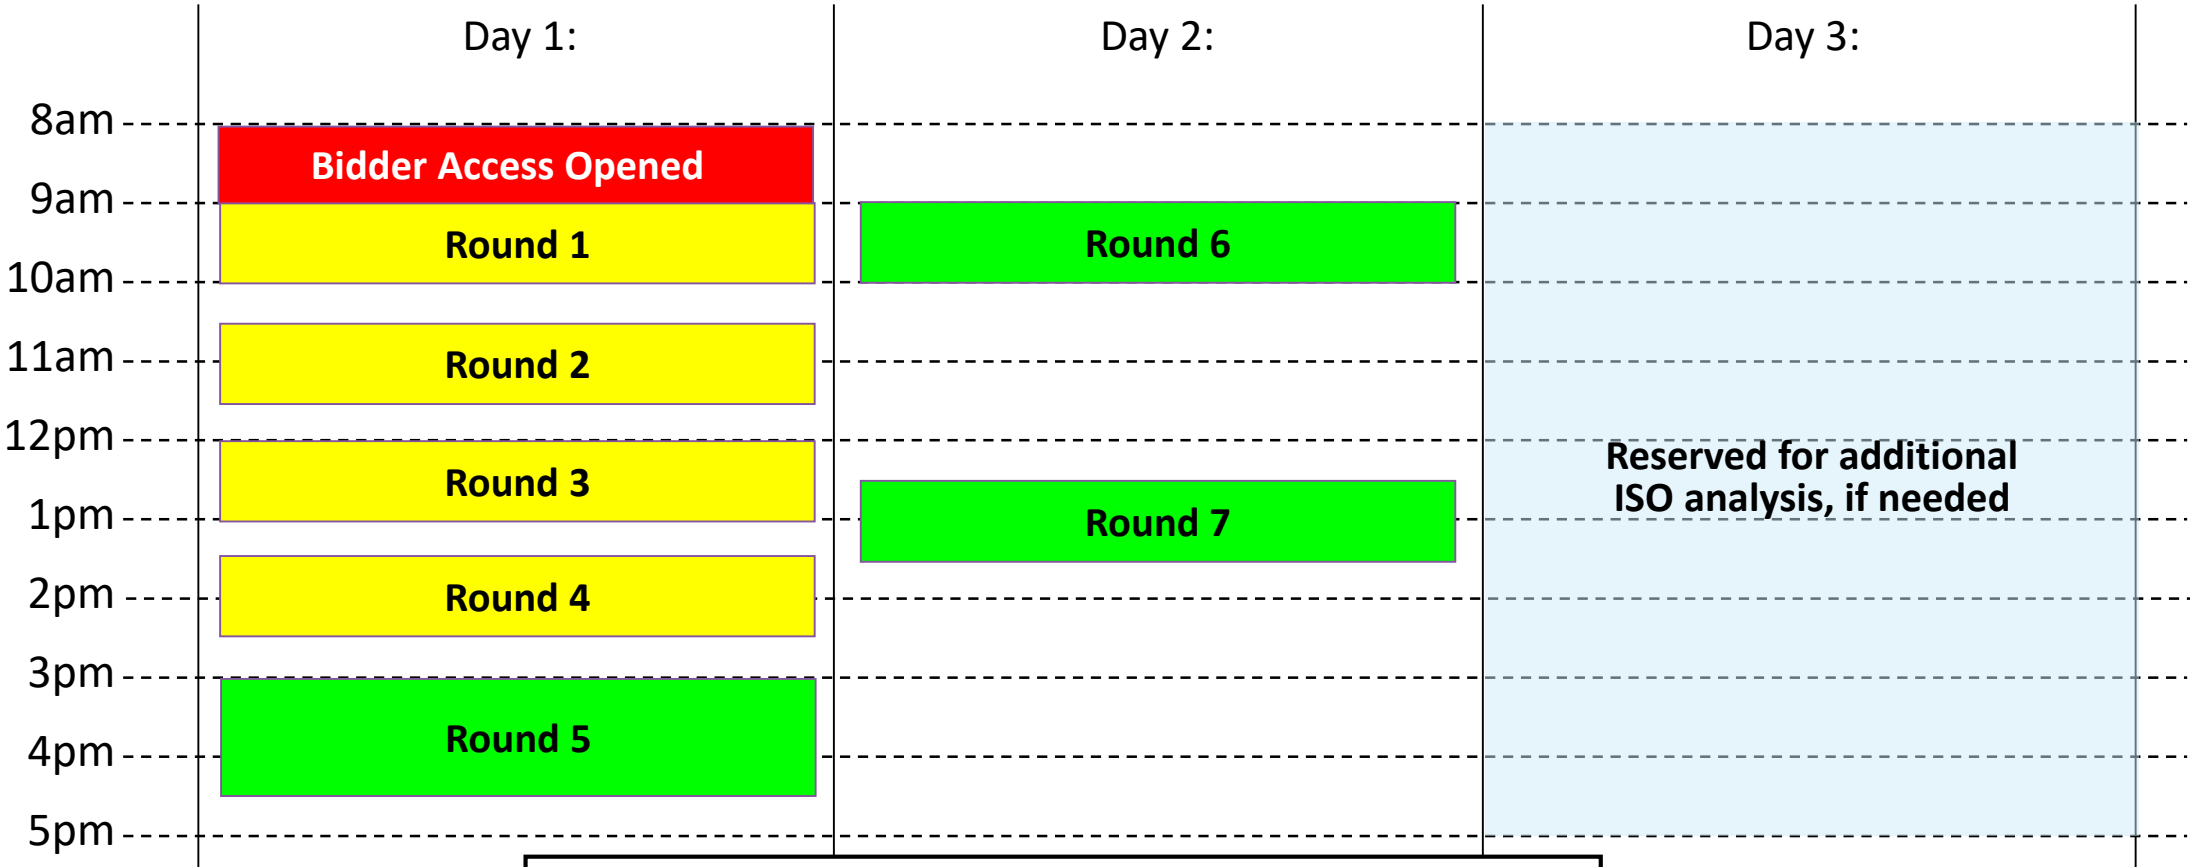 Day 1:
Day 2:
Day 3:
8am
Bidder Access Opened
9am
Round 1
Round 6
10am
11am
Round 2
12pm
Reserved for additional
ISO analysis, if needed
Round 3
1pm
Round 7
2pm
Round 4
3pm
Round 5
4pm
5pm